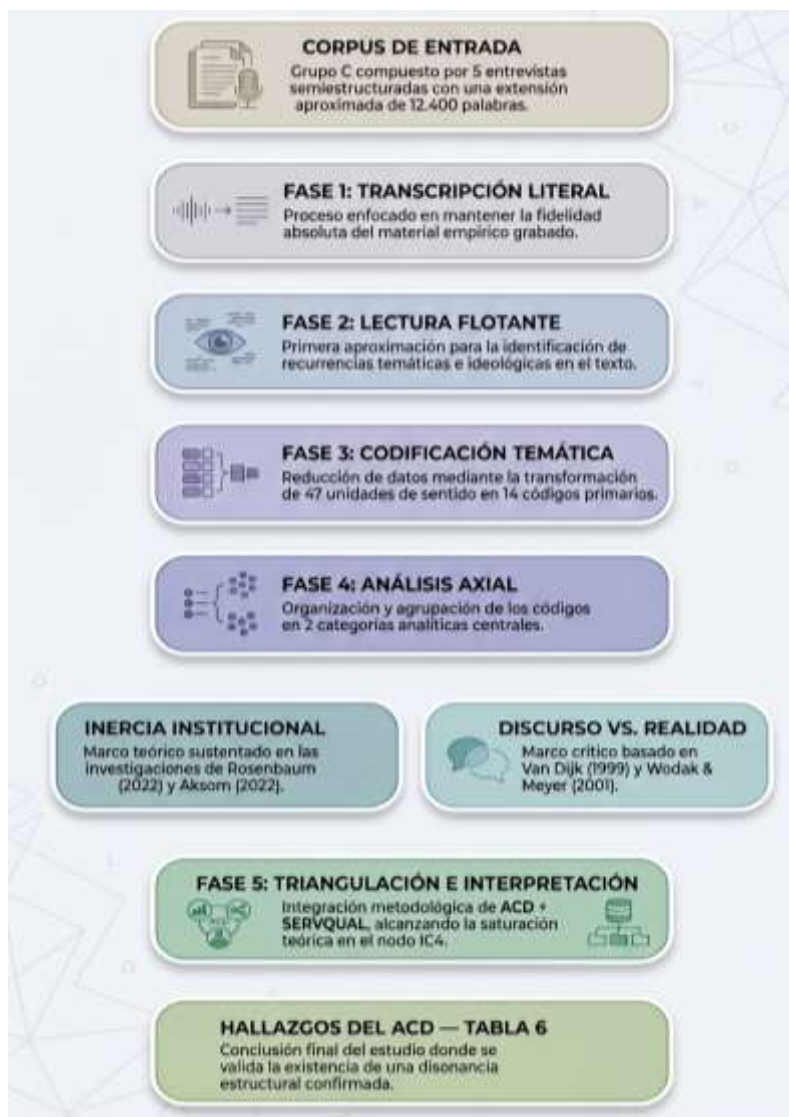 CORPUS DE ENTRADA
Grupo C compuesto por 5 entrevistas
semiestructuradas con una extensión
aproximada de 12.400 palabras.
FASE 1: TRANSCRIPCIÓN LITERAL
Proceso enfocado en mantener la fidelidad
absoluta del material empírico grabado.
FASE 2: LECTURA FLOTANTE
Primera aproximación para la identificación de
recurrencias temáticas e ideológicas en el texto.
FASE 3: CODIFICACIÓN TEMÁTICA
Reducción de datos mediante la transformación
de 47 unidades de sentido en 14 códigos primarios.
FASE 4: ANÁLISIS AXIAL
Organización y agrupación de los códigos
en 2 categorías analíticas centrales.
INERCIA INSTITUCIONAL
Marco teórico sustentado en las
investigaciones de Rosenbaum
(2022) y Aksom (2022).
DISCURSO VS. REALIDAD
Marco crítico basado en
Van Dijk (1999) y Wodak &
Meyer (2001).
FASE 5: TRIANGULACIÓN E INTERPRETACIÓN
Integración metodológica de ACD +
SERVQUAL, alcanzando la saturación
teórica en el nodo IC4.
HALLAZGOS DEL ACD — TABLA 6
Conclusión final del estudio donde se
valida la existencia de una disonancia
estructural confirmada.